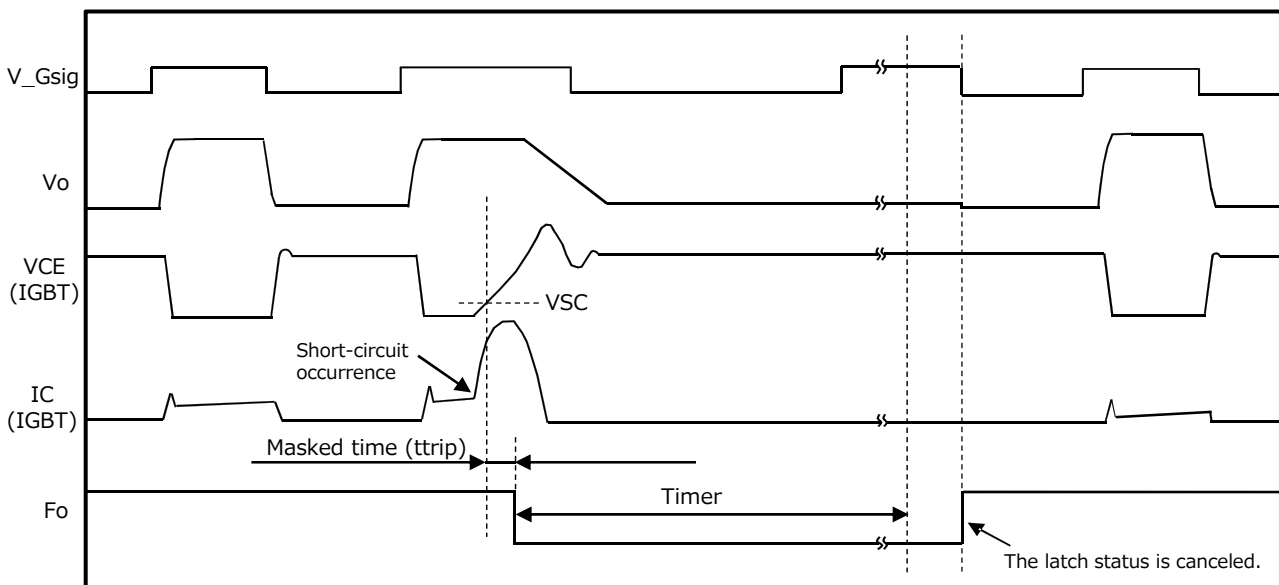 V_Gsig
Vo
VCE
(IGBT)
VSC
Short-circuit
occurrence
IC
(IGBT)
Masked time (ttrip)
Timer
Fo
The latch status is canceled.